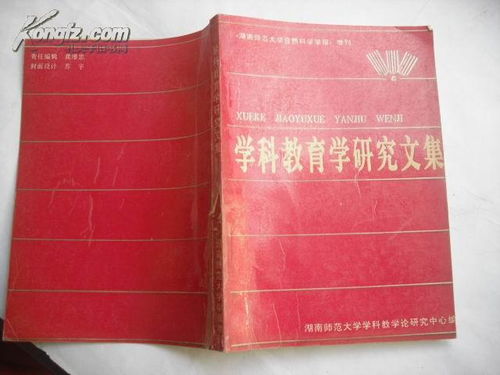 Kongfz.com
责任编辑
封面设计 苏宇
《湖南师范大学自然科学学报》增刊
XUEKE JIAOYUXUE YANJIU WENJI
学科教育学研究文集
湖南师范大学学科教学论研究中心编